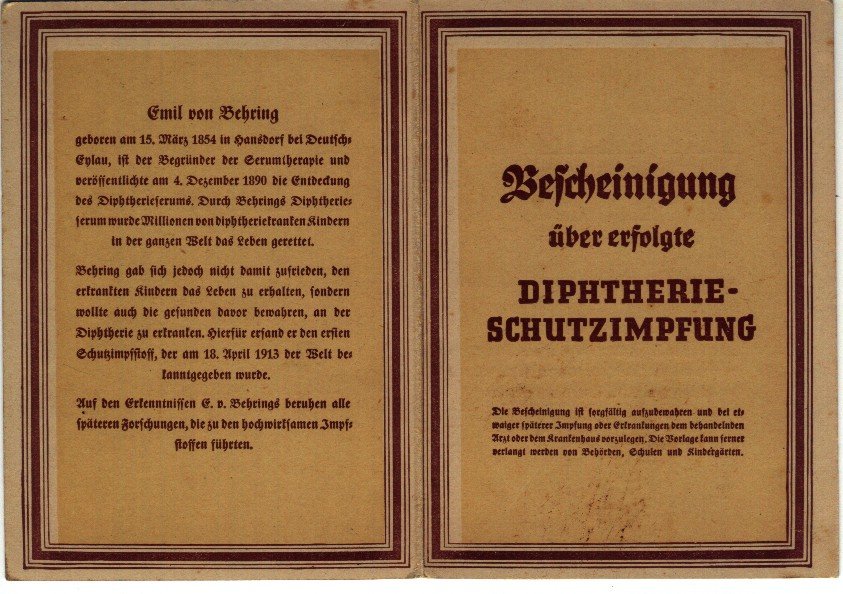 Emil von Behring
geboren am 15. März 1854 in Hansdorf bei Deutsch-
Eylau, ist der Begründer der Serumtherapie und
veröffentlichte am 4. Dezember 1890 die Entdeckung
des Diphtherieserums. Durch Behrings Diphtherie-
serum wurde Millionen von diphtheriekranken Kindern
in der ganzen Welt das Leben gerettet.
Behring gab sich jedoch nicht damit zufrieden, den
erkrankten Kindern das Leben zu erhalten, sondern
wollte auch die gesunden davor bewahren, an der
Diphtherie zu erkranken. Hierfür erfand er den ersten
Schutzimpfstoff, der am 18. April 1913 der Welt be-
kanntgegeben wurde.
Auf den Erkenntnissen E. v. Behrings beruhen alle
späteren Forschungen, die zu den hochwirksamen Impf-
stoffen führten.
Bescheinigung
über erfolgte
DIPHTHERIE-
SCHUTZIMPFUNG
Die Bescheinigung ist sorgfältig aufzubewahren und bei et-
waiger späterer Impfung oder Erkrankungen dem behandelnden
Arzt oder dem Krankenhaus vorzulegen. Die Vorlage kann ferner
verlangt werden von Behörden, Schulen und Kindergärten.